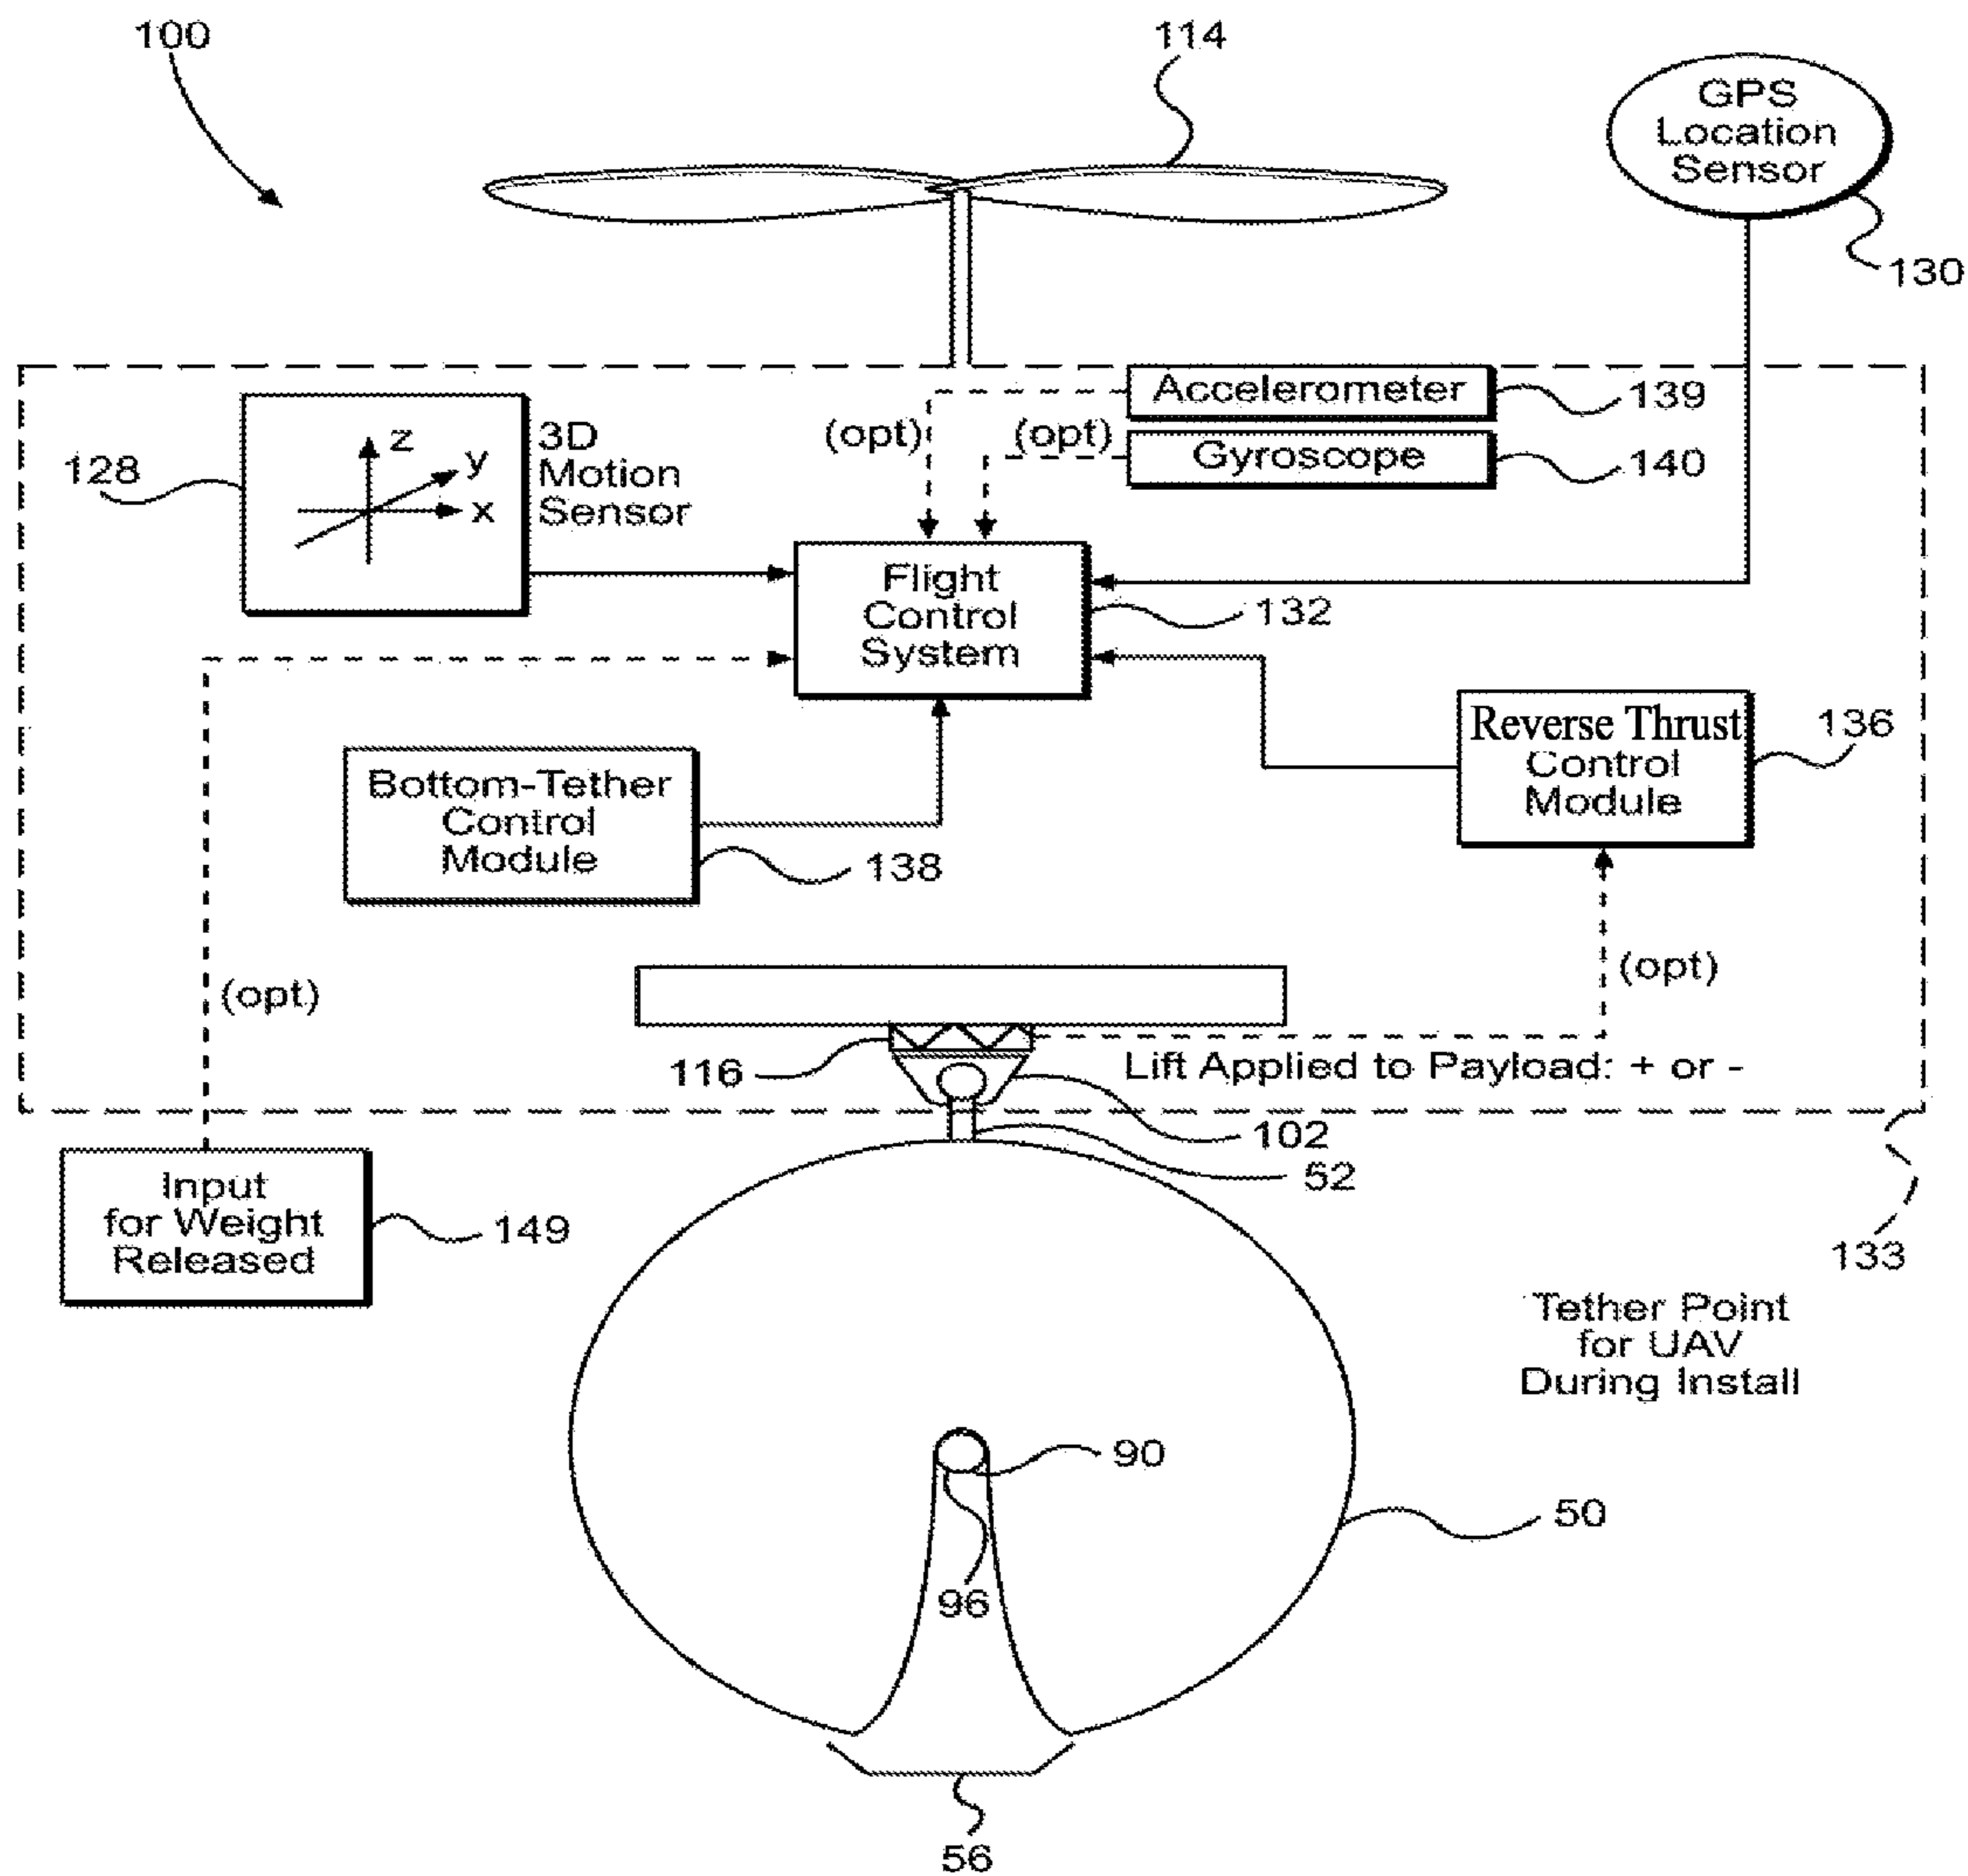 100
114
GPS
Location
Sensor
130
Accelerometer
139
(opt)
(opt)
Gyroscope
140
3D
Motion
Sensor
z
y
x
128
Flight
Control
System
132
Reverse Thrust
Control
Module
136
Bottom-Tether
Control
Module
138
(opt)
(opt)
116
Lift Applied to Payload: + or -
102
52
Input
for Weight
Released
149
133
Tether Point
for UAV
During Install
90
50
96
56